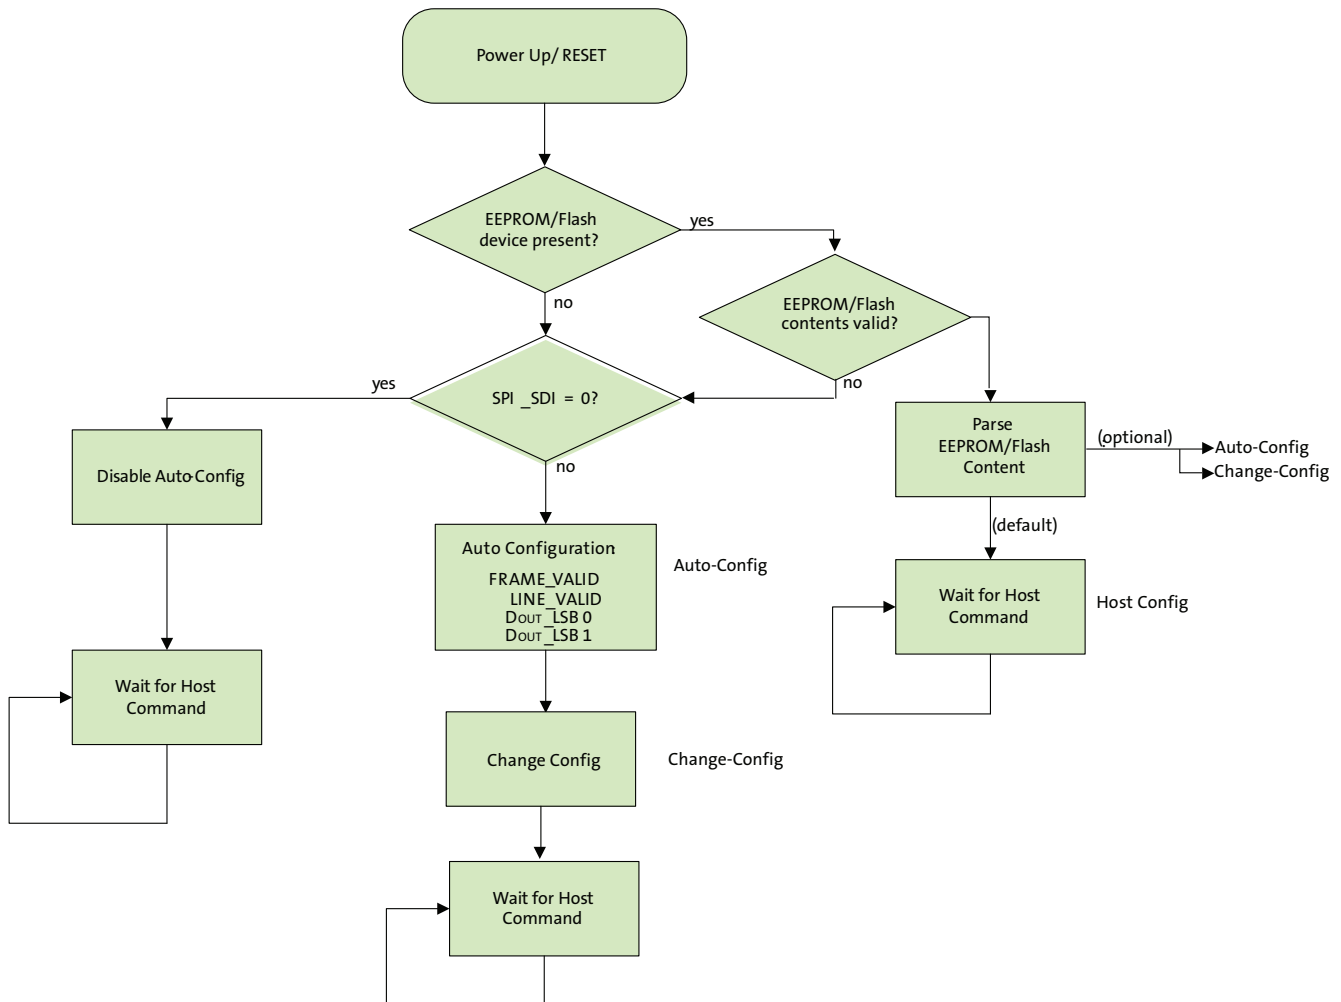 Power Up/ RESET
EEPROM/Flash
device present?
yes
no
EEPROM/Flash
contents valid?
no
SPI _SDI = 0?
yes
no
Parse
EEPROM/Flash
Content
(optional)
Auto-Config
Change-Config
(default)
Disable Auto-Config
Auto Configuration
FRAME_VALID
LINE_VALID
DOUT_LSB 0
DOUT_LSB 1
Auto-Config
Wait for Host
Command
Host Config
Wait for Host
Command
Change Config
Change-Config
Wait for Host
Command